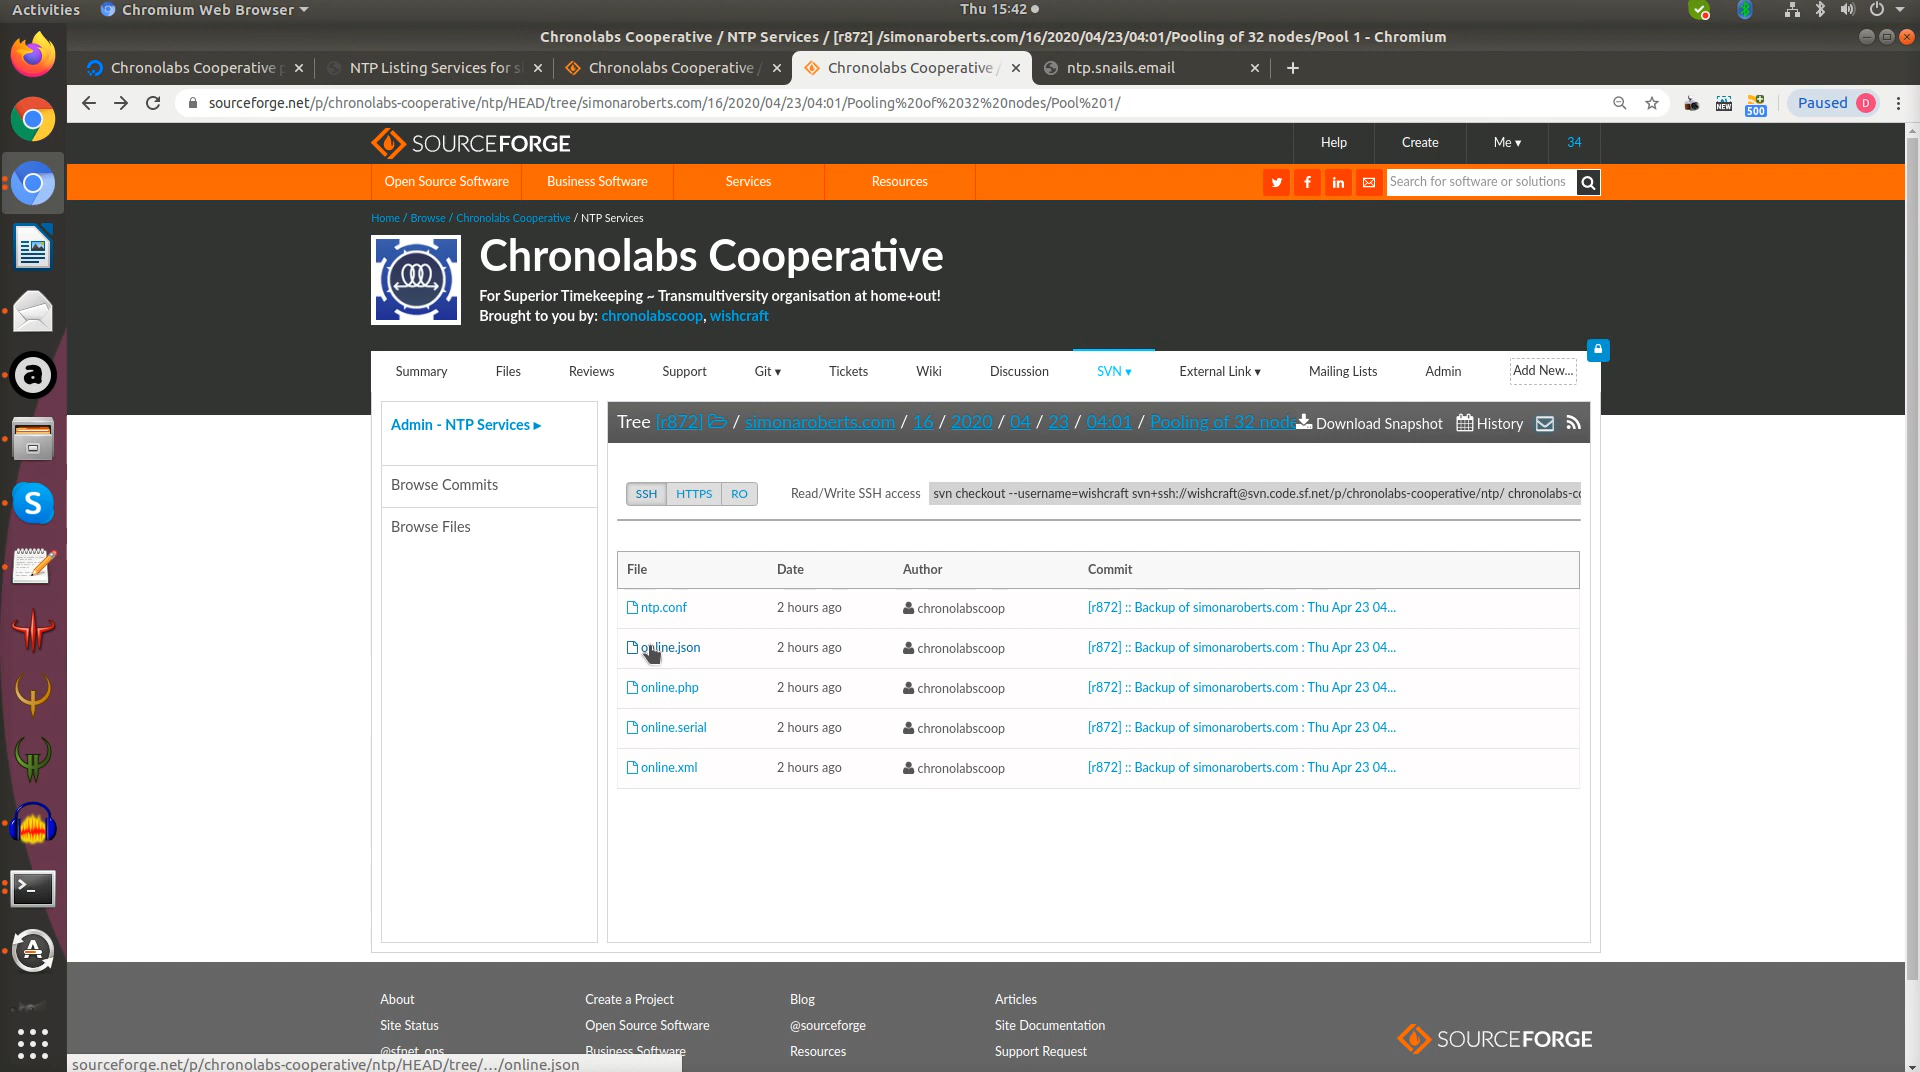 Activities
Chromium Web Browser
Thu 15:42
Chronolabs Cooperative / NTP Services / [r872] /simonaroberts.com/16/2020/04/23/04:01/Pooling of 32 nodes/Pool 1 - Chromium
Chronolabs Cooperative
NTP Listing Services for
Chronolabs Cooperative /
Chronolabs Cooperative /
ntp.snails.email
sourceforge.net/p/chronolabs-cooperative/ntp/HEAD/tree/simonaroberts.com/16/2020/04/23/04:01/Pooling%20of%2032%20nodes/Pool%201/
NEW
500
Paused
D
SOURCEFORGE
Help
Create
Me ▾
34
Open Source Software
Business Software
Services
Resources
Search for software or solutions
Home / Browse / Chronolabs Cooperative / NTP Services
Chronolabs Cooperative
For Superior Timekeeping ~ Transmultiversity organisation at home+out!
Brought to you by: chronolabscoop, wishcraft
Summary
Files
Reviews
Support
Git ▾
Tickets
Wiki
Discussion
SVN ▾
External Link ▾
Mailing Lists
Admin
Add New...
Admin - NTP Services ▸
Browse Commits
Browse Files
Tree [r872] / simonaroberts.com / 16 / 2020 / 04 / 23 / 04:01 / Pooling of 32 node
Download Snapshot
History
SSH
HTTPS
RO
Read/Write SSH access
svn checkout --username=wishcraft svn+ssh://wishcraft@svn.code.sf.net/p/chronolabs-cooperative/ntp/ chronolabs-co
File Date Author Commit
ntp.conf 2 hours ago chronolabscoop [r872] :: Backup of simonaroberts.com : Thu Apr 23 04...
online.json 2 hours ago chronolabscoop [r872] :: Backup of simonaroberts.com : Thu Apr 23 04...
online.php 2 hours ago chronolabscoop [r872] :: Backup of simonaroberts.com : Thu Apr 23 04...
online.serial 2 hours ago chronolabscoop [r872] :: Backup of simonaroberts.com : Thu Apr 23 04...
online.xml 2 hours ago chronolabscoop [r872] :: Backup of simonaroberts.com : Thu Apr 23 04...
About
Create a Project
Blog
Articles
Site Status
Open Source Software
@sourceforge
Site Documentation
@sfnet_ops
Business Software
Resources
Support Request
SOURCEFORGE
sourceforge.net/p/chronolabs-cooperative/ntp/HEAD/tree/…/online.json